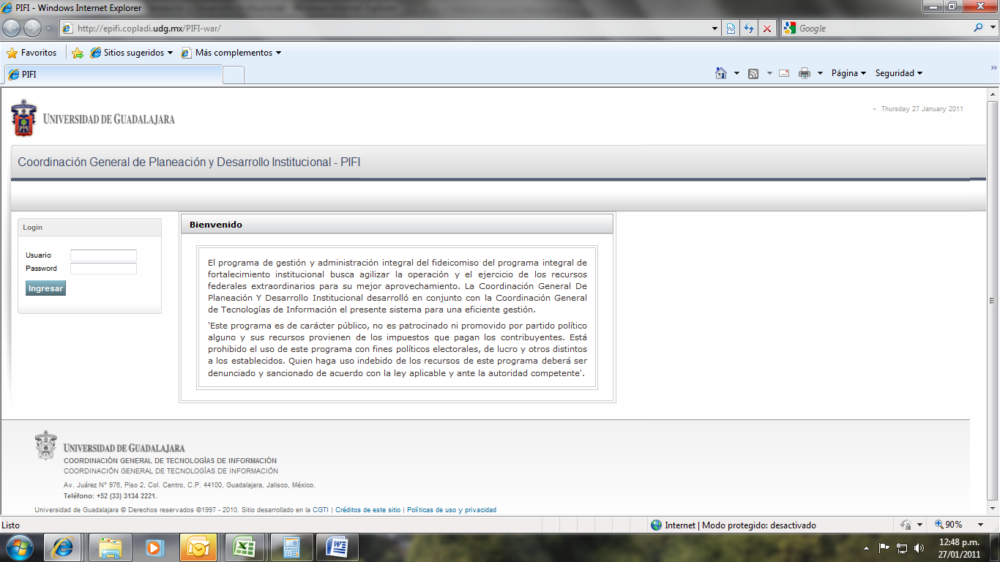 PIFI - Windows Internet Explorer
http://epifi.copladi.udg.mx/PIFI-war/
Google
Favoritos
Sitios sugeridos
Más complementos
PIFI
Página
Seguridad
»
UNIVERSIDAD DE GUADALAJARA
Thursday 27 January 2011
Coordinación General de Planeación y Desarrollo Institucional - PIFI
Login
Usuario
Password
Ingresar
Bienvenido
El programa de gestión y administración integral del fideicomiso del programa integral de
fortalecimiento institucional busca agilizar la operación y el ejercicio de los recursos
federales extraordinarios para su mejor aprovechamiento. La Coordinación General De
Planeación Y Desarrollo Institucional desarrolló en conjunto con la Coordinación General
de Tecnologías de Información el presente sistema para una eficiente gestión.
'Este programa es de carácter público, no es patrocinado ni promovido por partido político
alguno y sus recursos provienen de los impuestos que pagan los contribuyentes. Está
prohibido el uso de este programa con fines políticos electorales, de lucro y otros distintos
a los establecidos. Quien haga uso indebido de los recursos de este programa deberá ser
denunciado y sancionado de acuerdo con la ley aplicable y ante la autoridad competente'.
UNIVERSIDAD DE GUADALAJARA
COORDINACIÓN GENERAL DE TECNOLOGÍAS DE INFORMACIÓN
COORDINACIÓN GENERAL DE TECNOLOGÍAS DE INFORMACIÓN
Av. Juárez N° 976, Piso 2, Col. Centro, C.P. 44100, Guadalajara, Jalisco, México.
Teléfono: +52 (33) 3134 2221.
Universidad de Guadalajara © Derechos reservados ©1997 - 2010. Sitio desarrollado en la CGTI | Créditos de este sitio | Políticas de uso y privacidad
Listo
Internet | Modo protegido: desactivado
90%
12:48 p.m.
27/01/2011